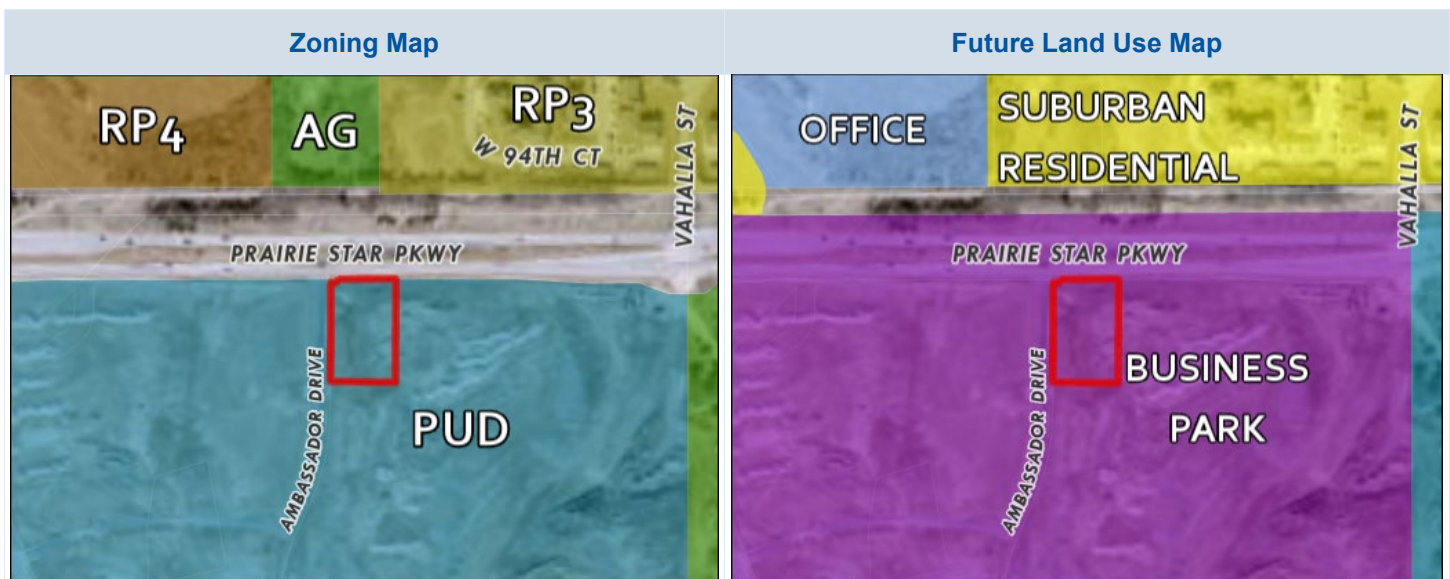 Zoning Map
RP4
AG
RP3
W 94TH CT
VAHALLA ST
PRAIRIE STAR PKWY
AMBASSADOR DRIVE
PUD
Future Land Use Map
OFFICE
SUBURBAN
RESIDENTIAL
VAHALLA ST
PRAIRIE STAR PKWY
AMBASSADOR DRIVE
BUSINESS
PARK